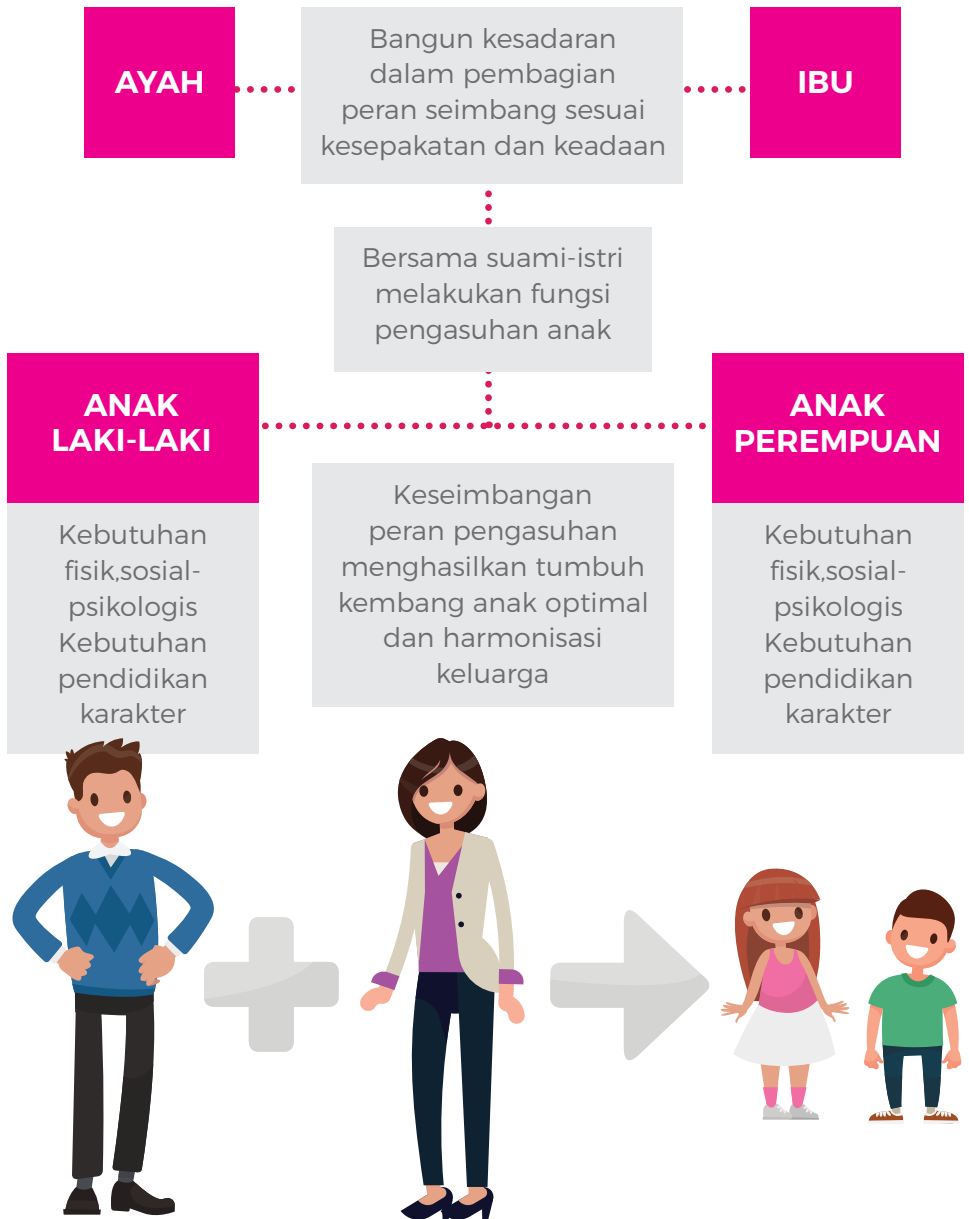 AYAH
Bangun kesadaran
dalam pembagian
peran seimbang sesuai
kesepakatan dan keadaan
IBU
Bersama suami-istri
melakukan fungsi
pengasuhan anak
ANAK
LAKI-LAKI
Kebutuhan
fisik,sosial-
psikologis
Kebutuhan
pendidikan
karakter
Keseimbangan
peran pengasuhan
menghasilkan tumbuh
kembang anak optimal
dan harmonisasi
keluarga
ANAK
PEREMPUAN
Kebutuhan
fisik,sosial-
psikologis
Kebutuhan
pendidikan
karakter